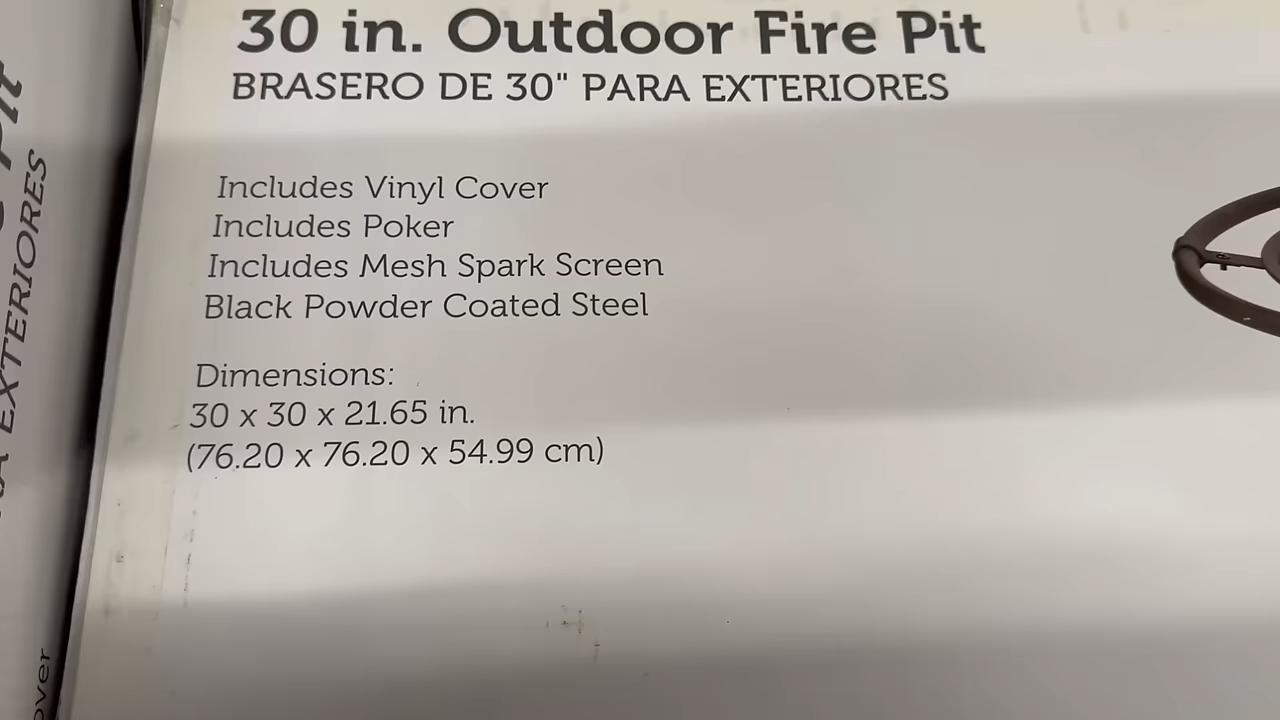 30 in. Outdoor Fire Pit
BRASERO DE 30" PARA EXTERIORES
Includes Vinyl Cover
Includes Poker
Includes Mesh Spark Screen
Black Powder Coated Steel
Dimensions:
30 x 30 x 21.65 in.
(76.20 x 76.20 x 54.99 cm)
Pit
EXTERIORES